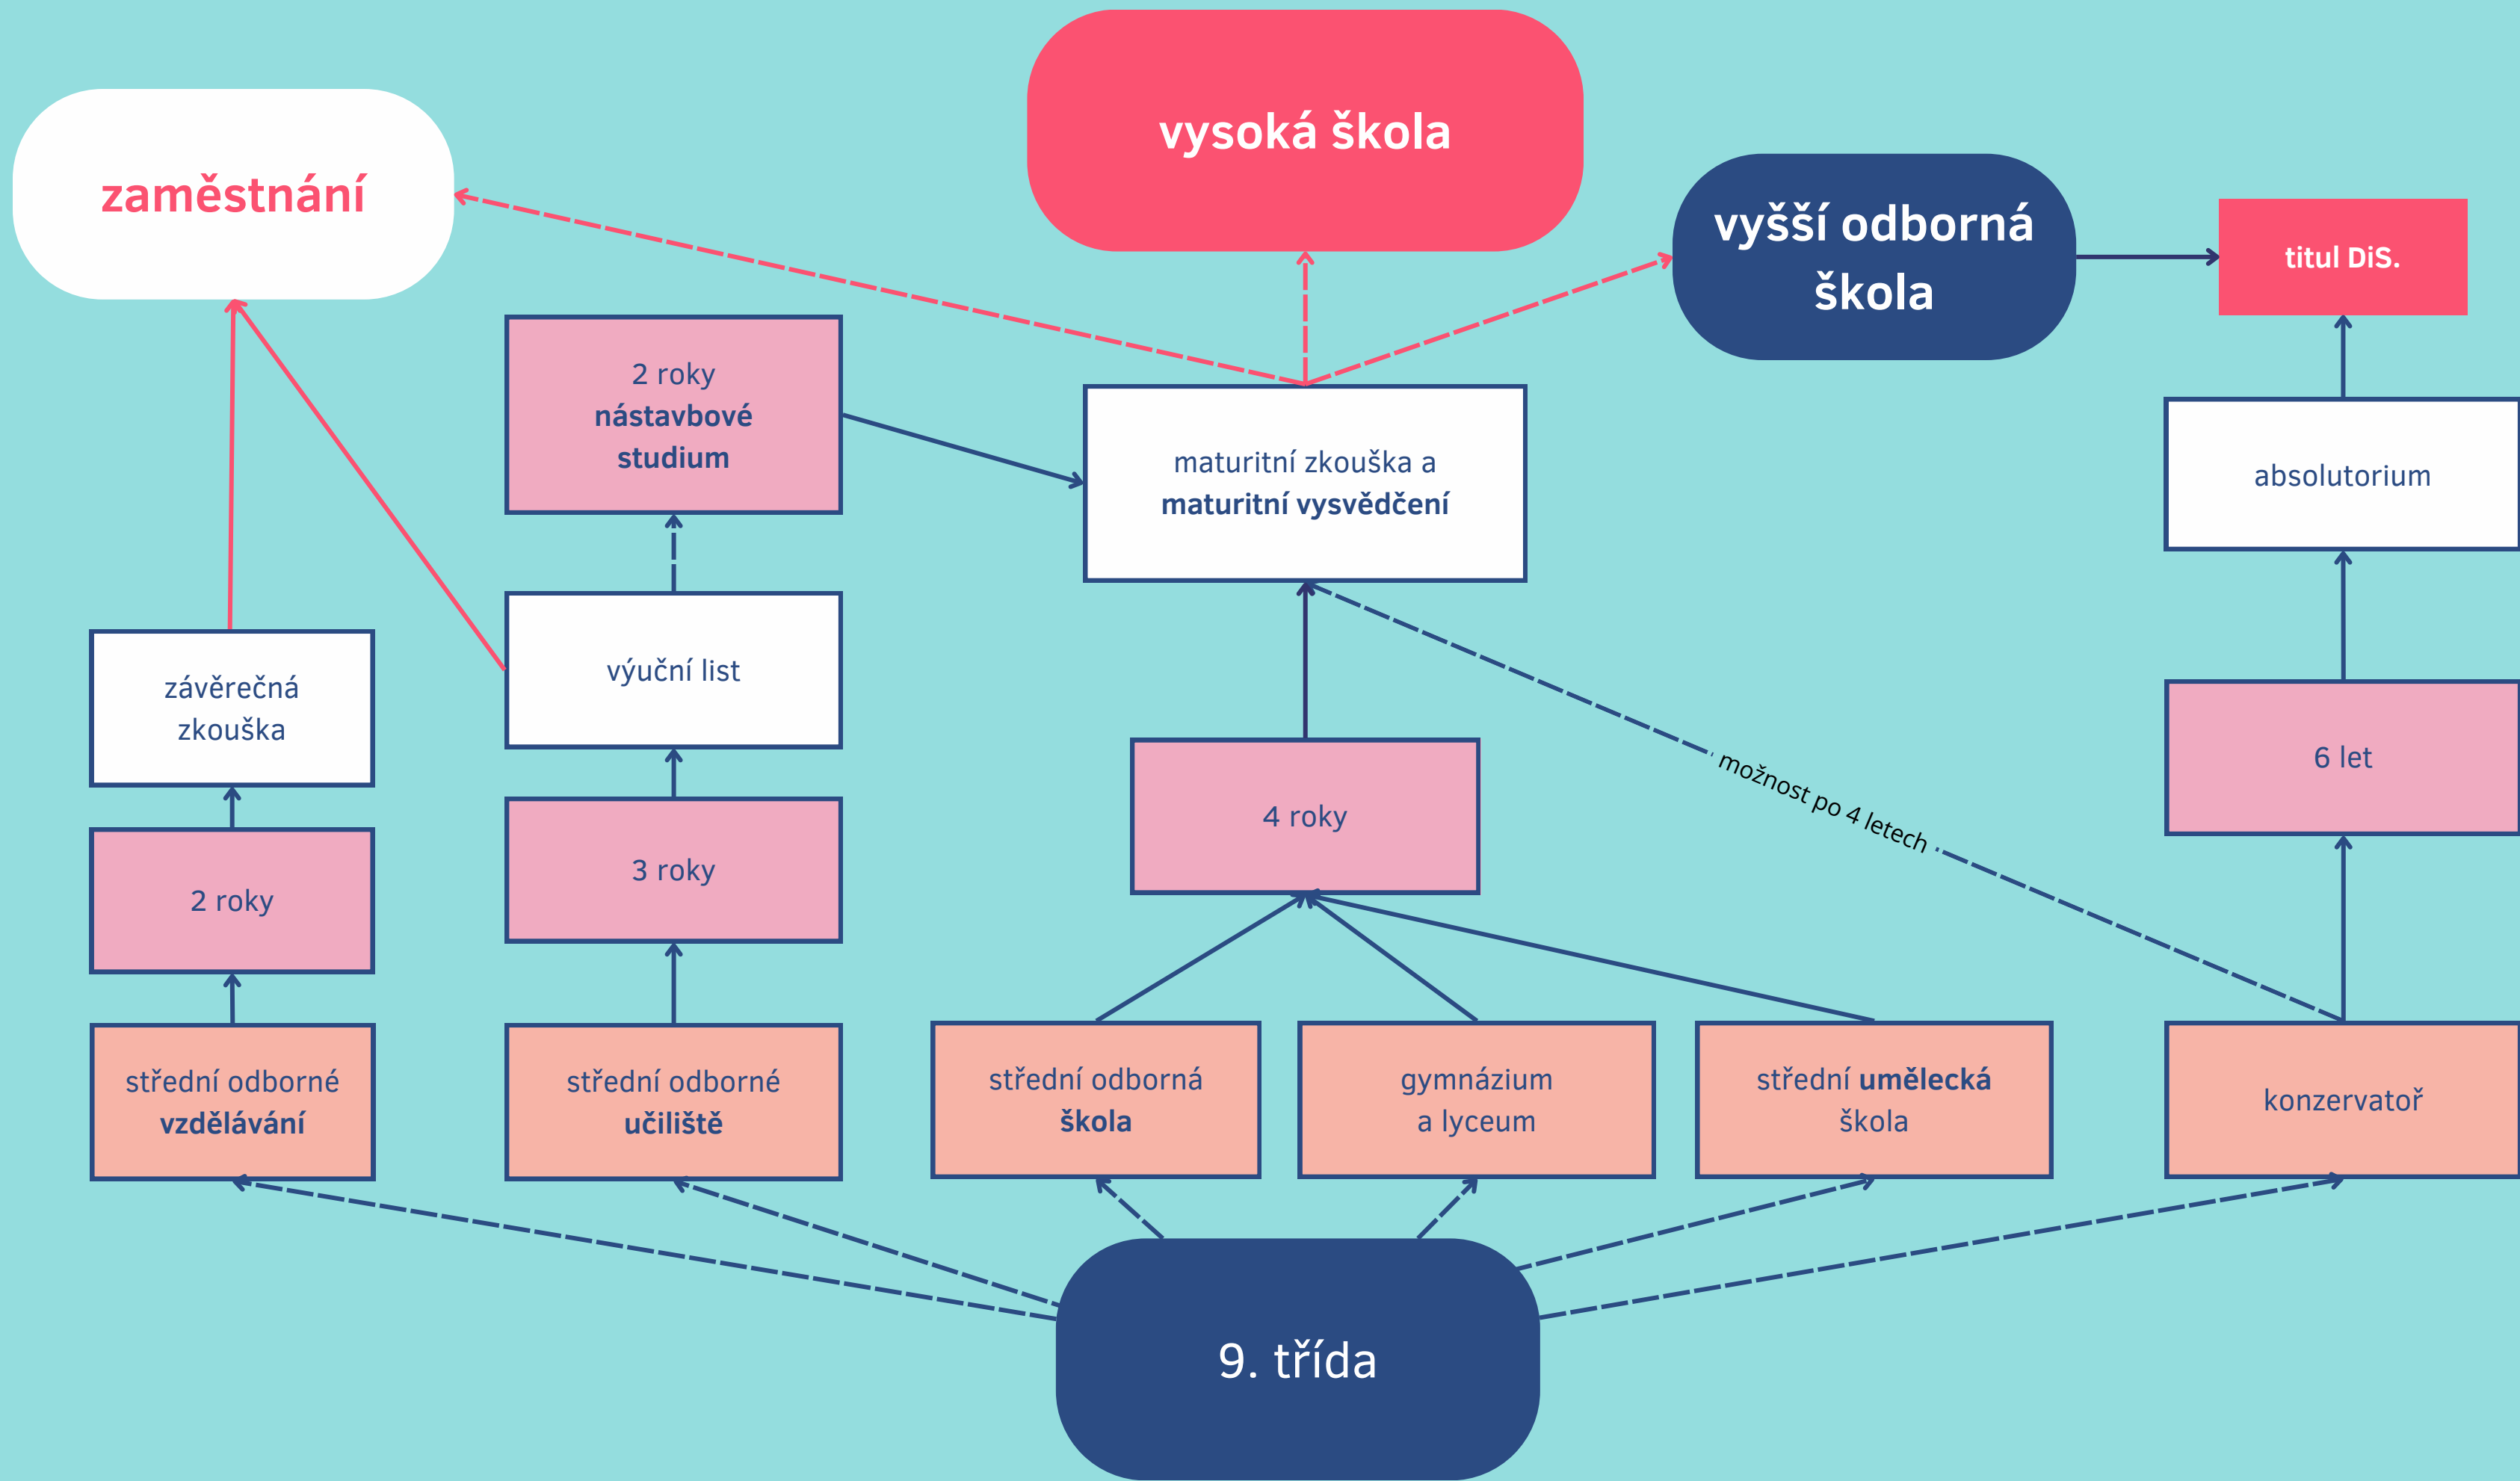 vysoká škola
zaměstnání
vyšší odborná
škola
titul DiS.
2 roky
nástavbové
studium
maturitní zkouška a
maturitní vysvědčení
absolutorium
závěrečná
zkouška
výuční list
4 roky
možnost po 4 letech
6 let
2 roky
3 roky
střední odborné
vzdělávání
střední odborné
učiliště
střední odborná
škola
gymnázium
a lyceum
střední umělecká
škola
konzervatoř
9. třída